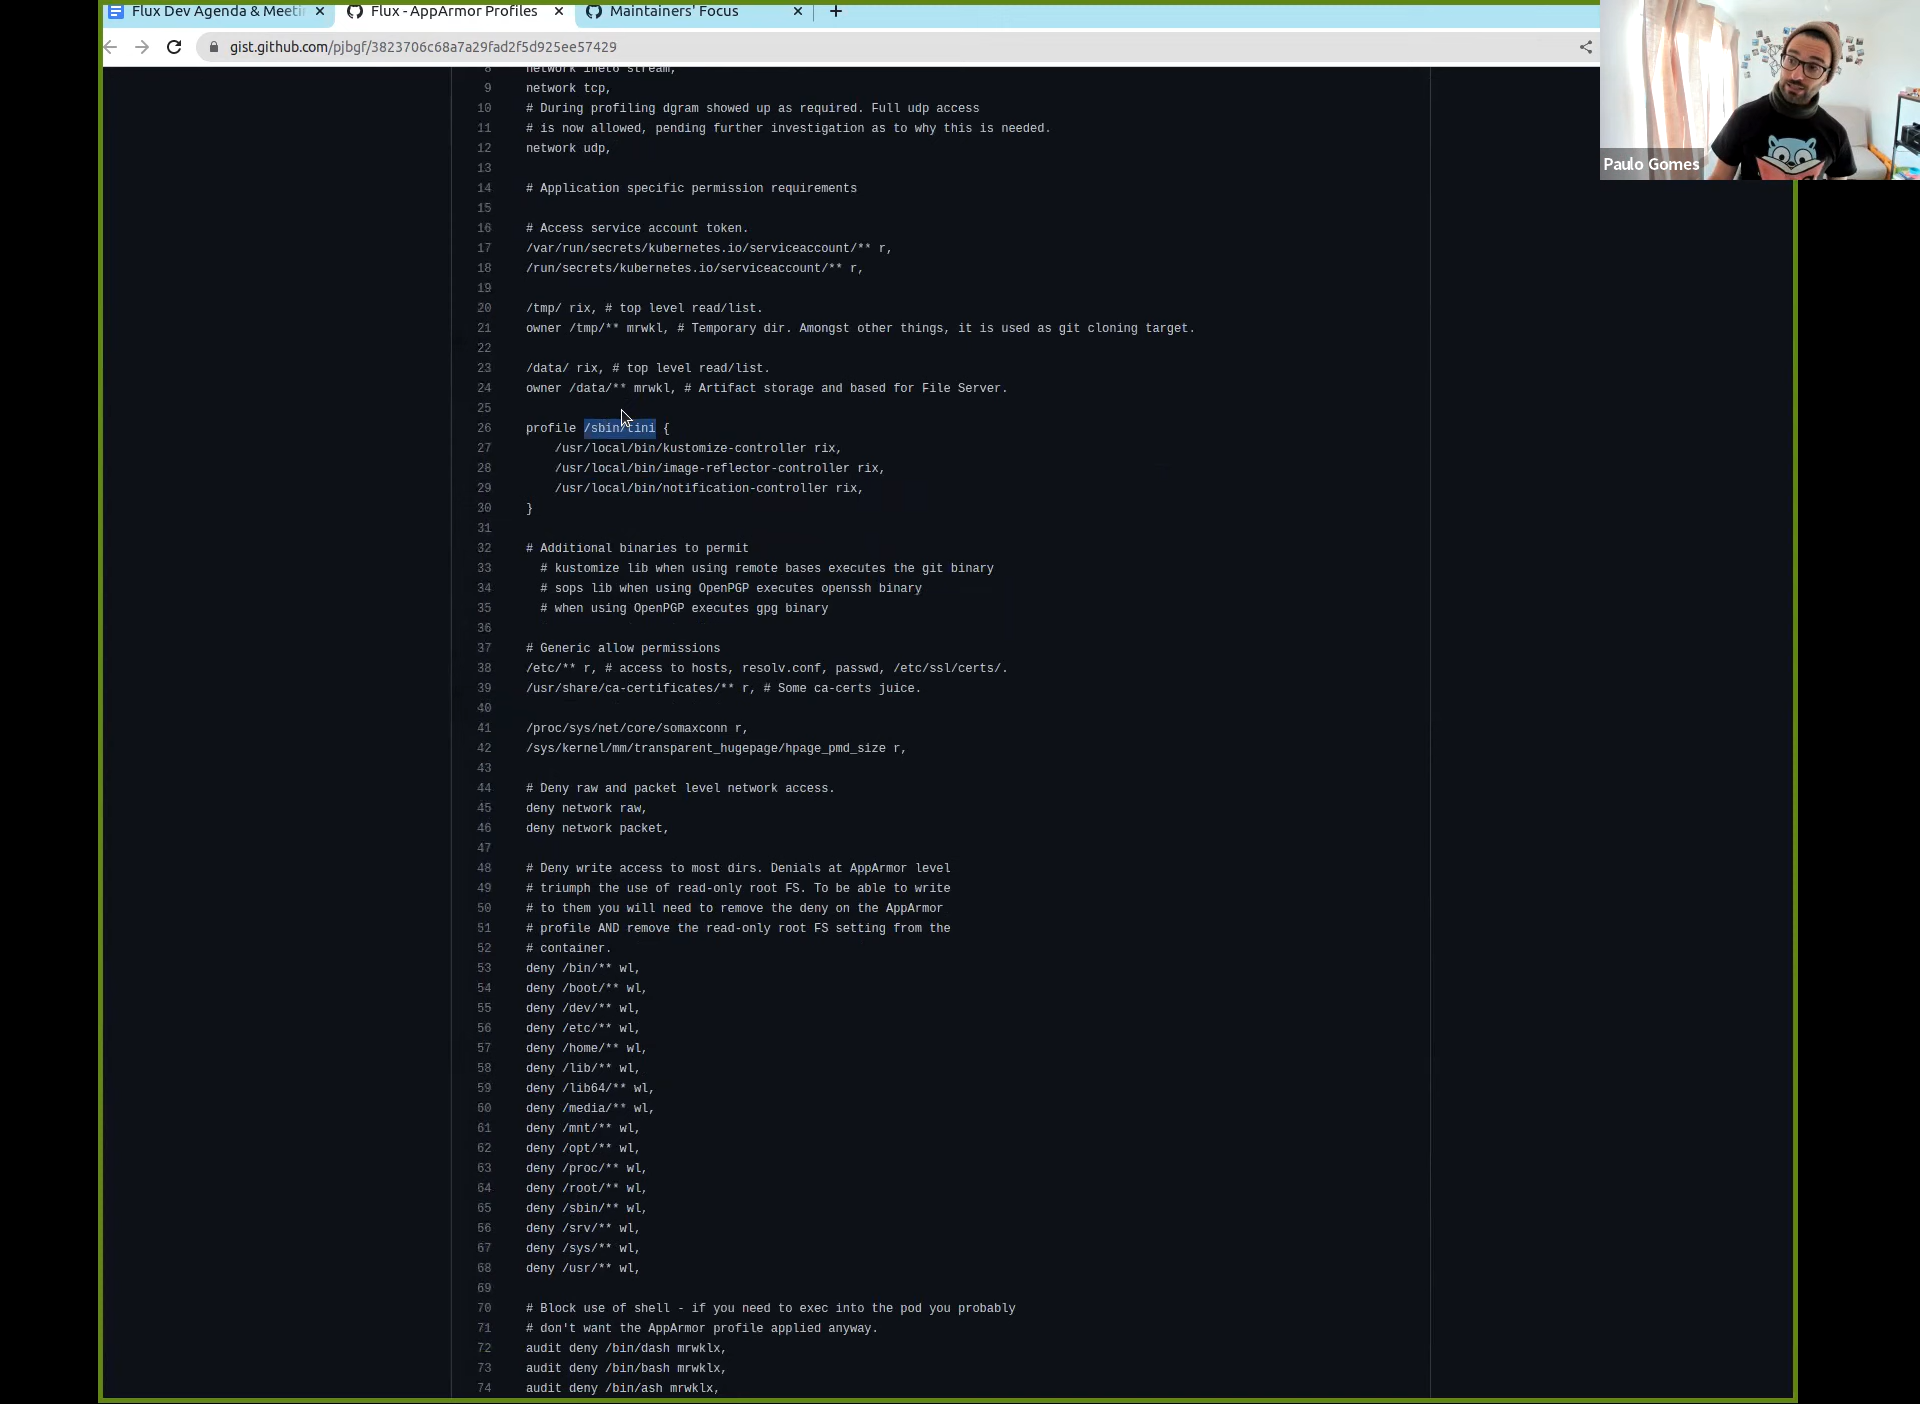 Flux Dev Agenda & Meeti
Flux - AppArmor Profiles
Maintainers' Focus
gist.github.com/pjbgf/3823706c68a7a29fad2f5d925ee57429
Paulo Gomes
8 network inet6 stream,
9 network tcp,
10 # During profiling dgram showed up as required. Full udp access
11 # is now allowed, pending further investigation as to why this is needed.
12 network udp,
13
14 # Application specific permission requirements
15
16 # Access service account token.
17 /var/run/secrets/kubernetes.io/serviceaccount/** r,
18 /run/secrets/kubernetes.io/serviceaccount/** r,
19
20 /tmp/ rix, # top level read/list.
21 owner /tmp/** mrwkl, # Temporary dir. Amongst other things, it is used as git cloning target.
22
23 /data/ rix, # top level read/list.
24 owner /data/** mrwkl, # Artifact storage and based for File Server.
25
26 profile /sbin/tini {
27 /usr/local/bin/kustomize-controller rix,
28 /usr/local/bin/image-reflector-controller rix,
29 /usr/local/bin/notification-controller rix,
30 }
31
32 # Additional binaries to permit
33 # kustomize lib when using remote bases executes the git binary
34 # sops lib when using OpenPGP executes openssh binary
35 # when using OpenPGP executes gpg binary
36
37 # Generic allow permissions
38 /etc/** r, # access to hosts, resolv.conf, passwd, /etc/ssl/certs/.
39 /usr/share/ca-certificates/** r, # Some ca-certs juice.
40
41 /proc/sys/net/core/somaxconn r,
42 /sys/kernel/mm/transparent_hugepage/hpage_pmd_size r,
43
44 # Deny raw and packet level network access.
45 deny network raw,
46 deny network packet,
47
48 # Deny write access to most dirs. Denials at AppArmor level
49 # triumph the use of read-only root FS. To be able to write
50 # to them you will need to remove the deny on the AppArmor
51 # profile AND remove the read-only root FS setting from the
52 # container.
53 deny /bin/** wl,
54 deny /boot/** wl,
55 deny /dev/** wl,
56 deny /etc/** wl,
57 deny /home/** wl,
58 deny /lib/** wl,
59 deny /lib64/** wl,
60 deny /media/** wl,
61 deny /mnt/** wl,
62 deny /opt/** wl,
63 deny /proc/** wl,
64 deny /root/** wl,
65 deny /sbin/** wl,
66 deny /srv/** wl,
67 deny /sys/** wl,
68 deny /usr/** wl,
69
70 # Block use of shell - if you need to exec into the pod you probably
71 # don't want the AppArmor profile applied anyway.
72 audit deny /bin/dash mrwklx,
73 audit deny /bin/bash mrwklx,
74 audit deny /bin/ash mrwklx,